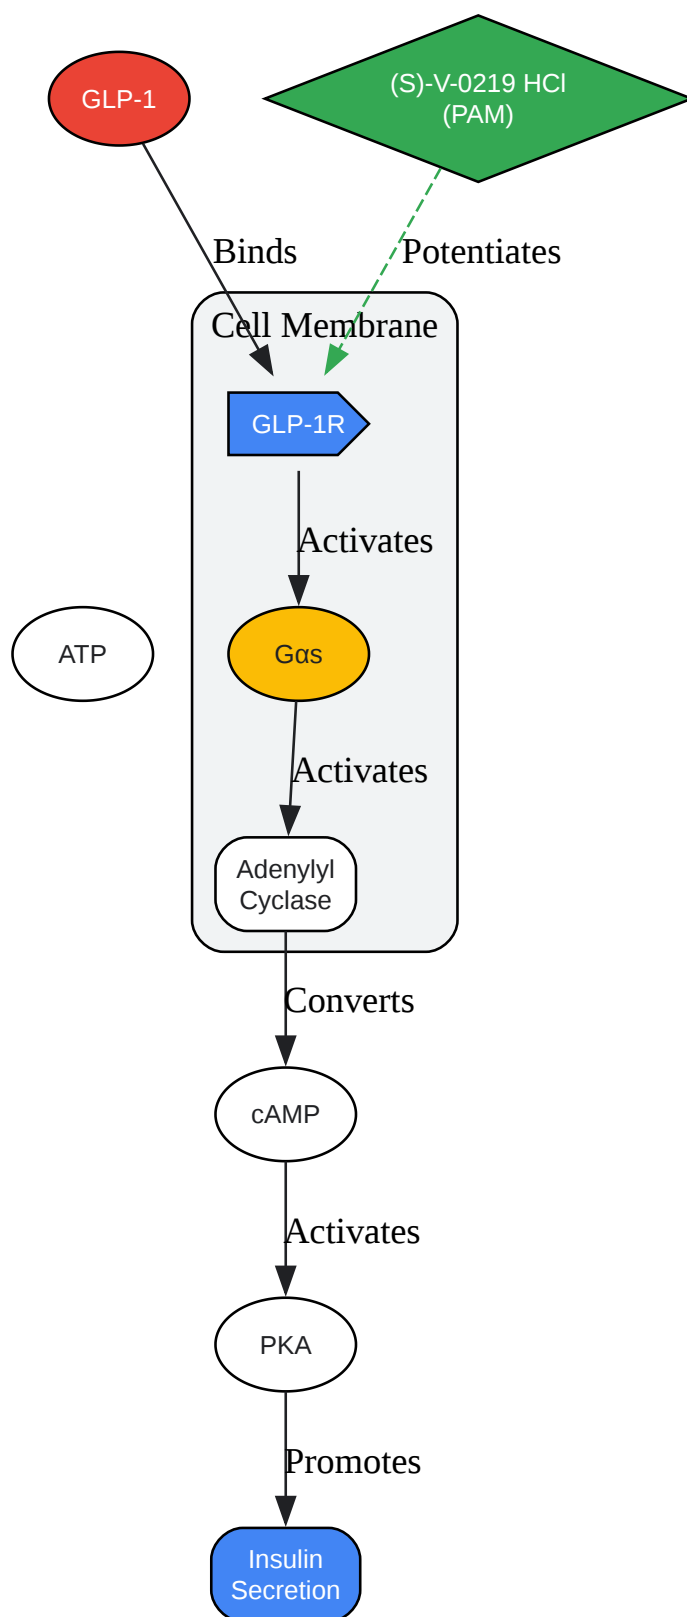 GLP-1
(S)-V-0219 HCl
(PAM)
Binds
Potentiates
Cell Membrane
GLP-1R
Activates
ATP
Gαs
Activates
Adenylyl
Cyclase
Converts
cAMP
Activates
PKA
Promotes
Insulin
Secretion